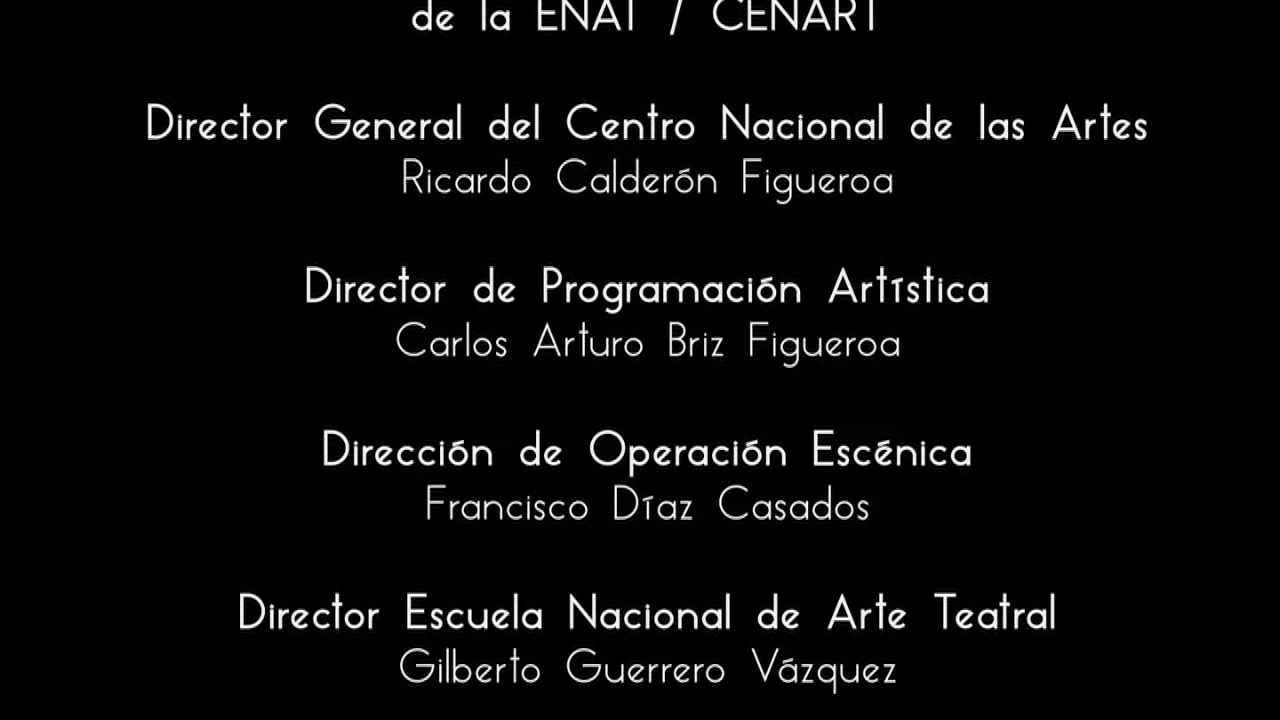 de la ENAT / CENART
Director General del Centro Nacional de las Artes
Ricardo Calderón Figueroa
Director de Programación Artística
Carlos Arturo Briz Figueroa
Dirección de Operación Escénica
Francisco Díaz Casados
Director Escuela Nacional de Arte Teatral
Gilberto Guerrero Vázquez